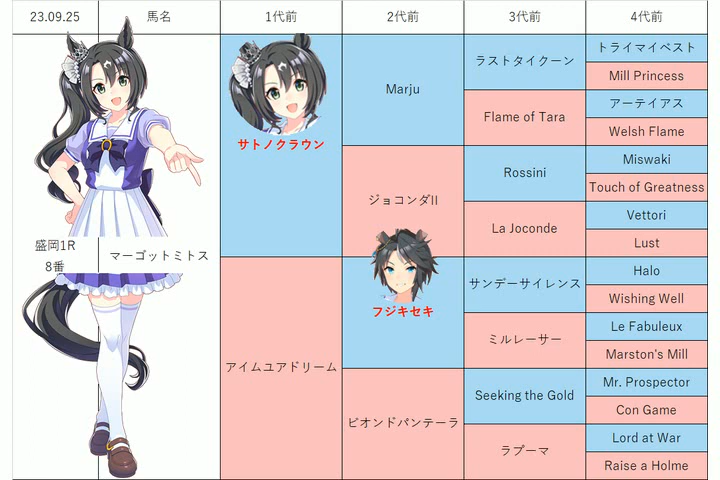 23.09.25
馬名
1代前
2代前
3代前
4代前
盛岡1R
8番
マーゴットミトス
サトノクラウン
アイムユアドリーム
Marju
ジョコンダII
フジキセキ
ビオンドパンテーラ
ラストタイクーン
Flame of Tara
Rossini
La Joconde
サンデーサイレンス
ミルレーサー
Seeking the Gold
ラプーマ
トライマイベスト
Mill Princess
アーテイアス
Welsh Flame
Miswaki
Touch of Greatness
Vettori
Lust
Halo
Wishing Well
Le Fabuleux
Marston's Mill
Mr. Prospector
Con Game
Lord at War
Raise a Holme